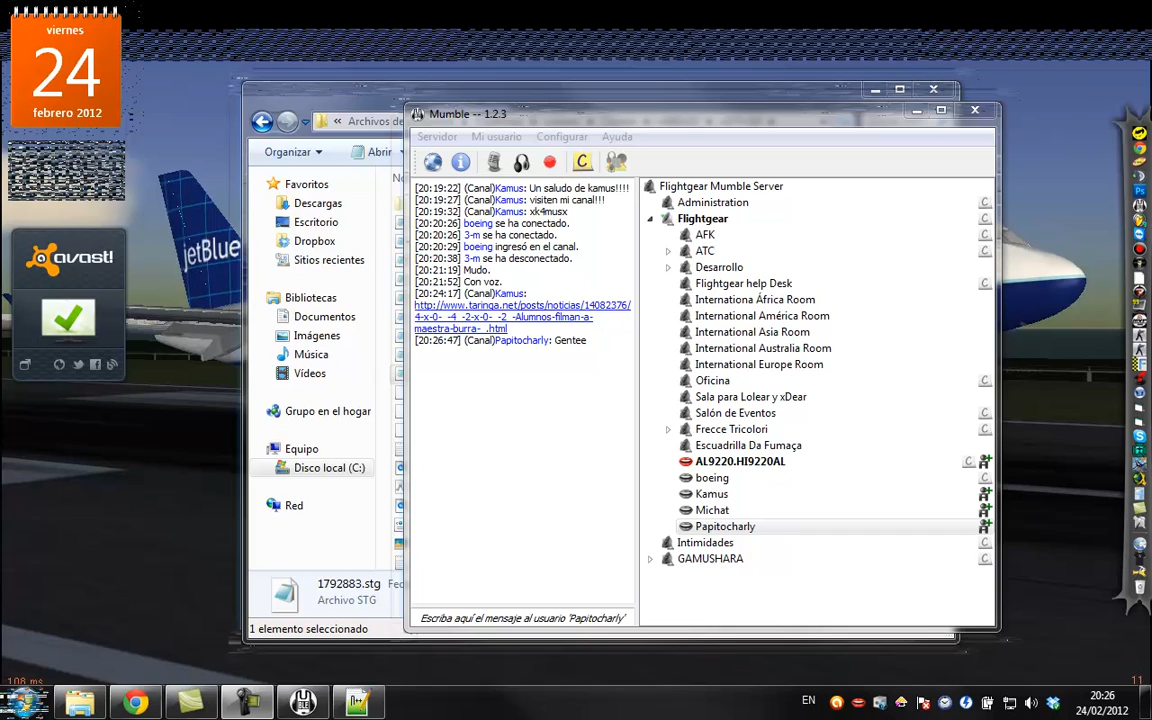 viernes
24
febrero 2012
avast!
jetBlue
108 ms
Archivos de
Organizar
Abrir
Favoritos
Descargas
Escritorio
Dropbox
Sitios recientes
Bibliotecas
Documentos
Imágenes
Música
Vídeos
Grupo en el hogar
Equipo
Disco local (C:)
Red
1792883.stg
Archivo STG
1 elemento seleccionado
Mumble -- 1.2.3
Servidor Mi usuario Configurar Ayuda
[20:19:22] (Canal)Kamus: Un saludo de kamus!!!!
[20:19:27] (Canal)Kamus: visiten mi canal!!!
[20:19:32] (Canal)Kamus: xk4musx
[20:20:26] boeing se ha conectado.
[20:20:26] 3-m se ha conectado.
[20:20:29] boeing ingresó en el canal.
[20:20:38] 3-m se ha desconectado.
[20:21:19] Mudo.
[20:21:52] Con voz.
[20:24:17] (Canal)Kamus:
http://www.taringa.net/posts/noticias/14082376/
4-x-0-_-4_-2-x-0-_-2_-Alumnos-filman-a-
maestra-burra-_.html
[20:26:47] (Canal)Papitocharly: Gentee
Escriba aquí el mensaje al usuario 'Papitocharly'
Flightgear Mumble Server
Administration
Flightgear
AFK
ATC
Desarrollo
Flightgear help Desk
Internationa África Room
International América Room
International Asia Room
International Australia Room
International Europe Room
Oficina
Sala para Lolear y xDear
Salón de Eventos
Frecce Tricolori
Escuadrilla Da Fumaça
AL9220.HI9220AL
boeing
Kamus
Michat
Papitocharly
Intimidades
GAMUSHARA
11
EN
20:26
24/02/2012